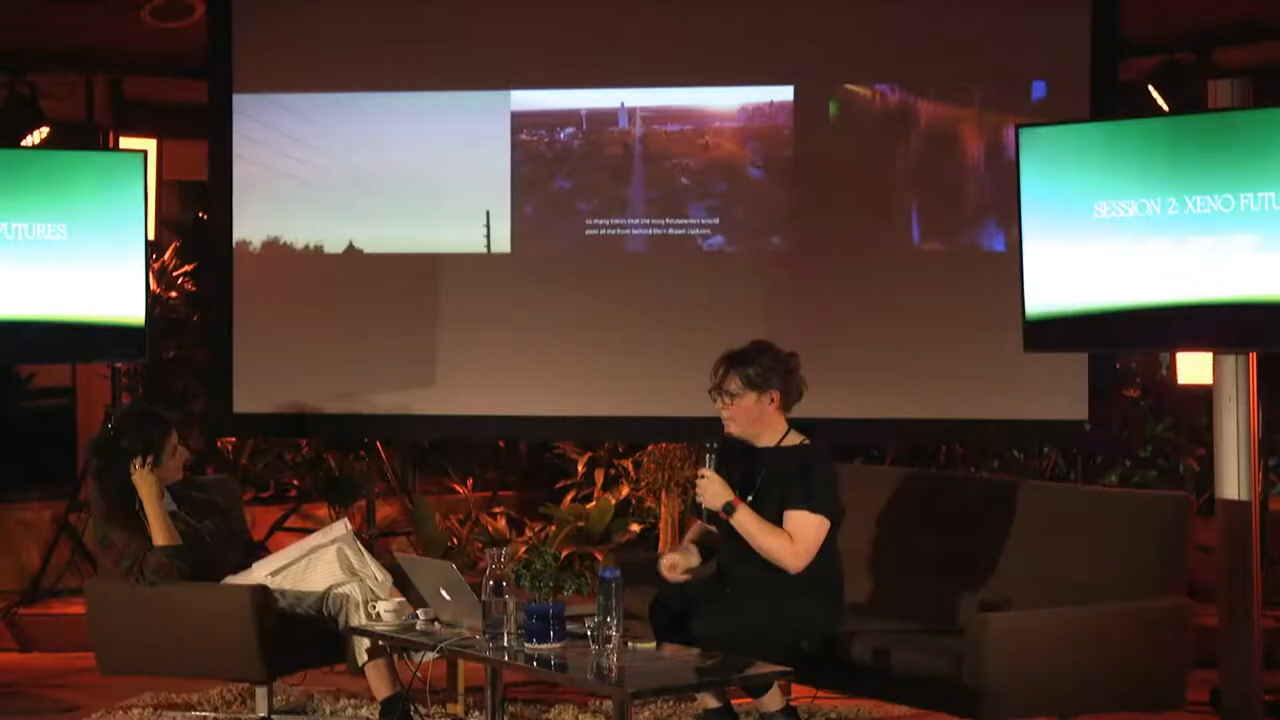 FUTURES
so many times that the nosy housewives would
peer at me from behind their drawn curtains.
SESSION 2: XENO FUTU